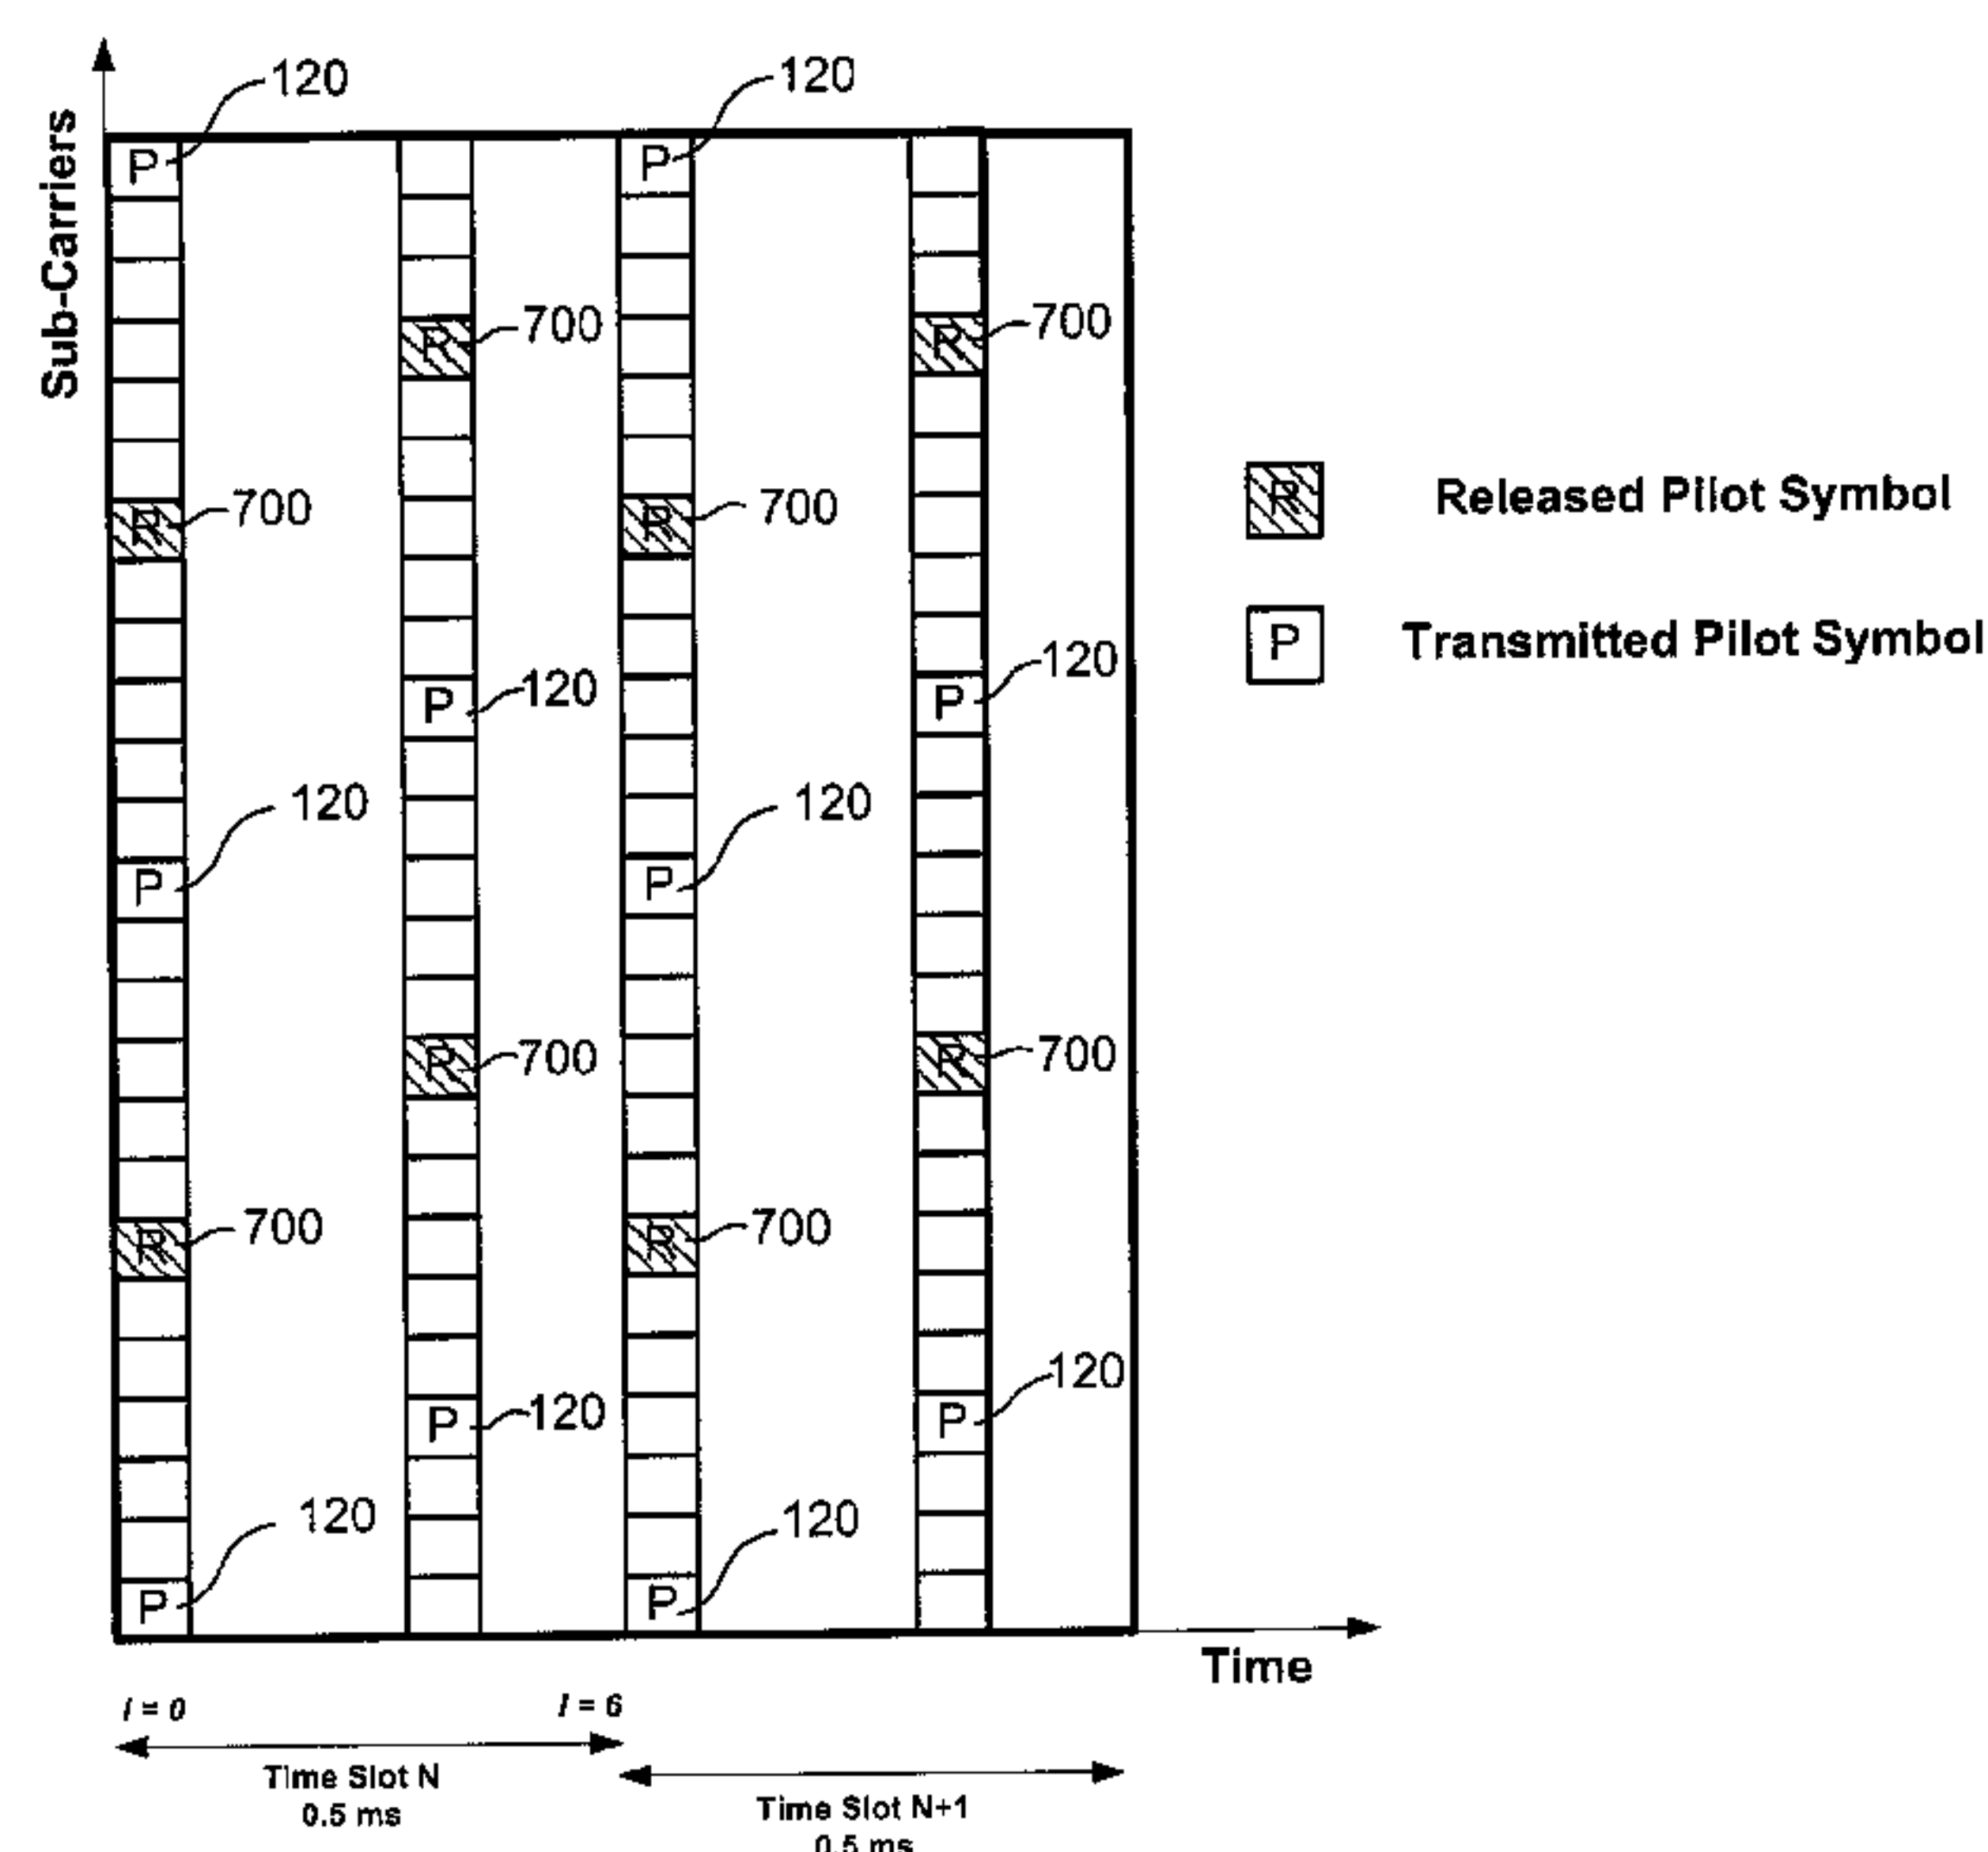 120
120
P
P
Sub-Carriers
R
700
R
700
R
700
R
700
R
Released Pilot Symbol
P
Transmitted Pilot Symbol
P
120
P
120
P
120
P
120
R
700
R
700
R
700
R
700
P
120
P
120
P
120
P
120
Time
l = 0
l = 6
Time Slot N
0.5 ms
Time Slot N+1
0.5 ms